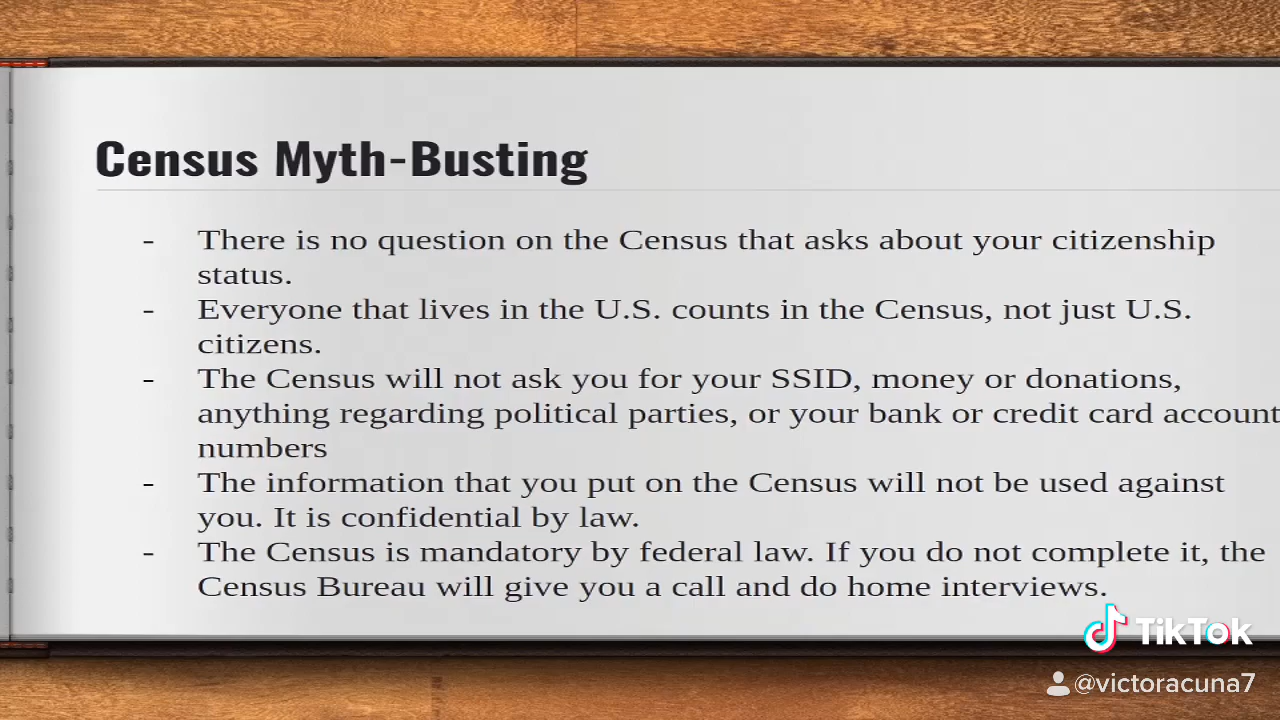 Census Myth-Busting
- There is no question on the Census that asks about your citizenship
status.
- Everyone that lives in the U.S. counts in the Census, not just U.S.
citizens.
- The Census will not ask you for your SSID, money or donations,
anything regarding political parties, or your bank or credit card account
numbers
- The information that you put on the Census will not be used against
you. It is confidential by law.
- The Census is mandatory by federal law. If you do not complete it, the
Census Bureau will give you a call and do home interviews.
TikTok
@victoracuna7